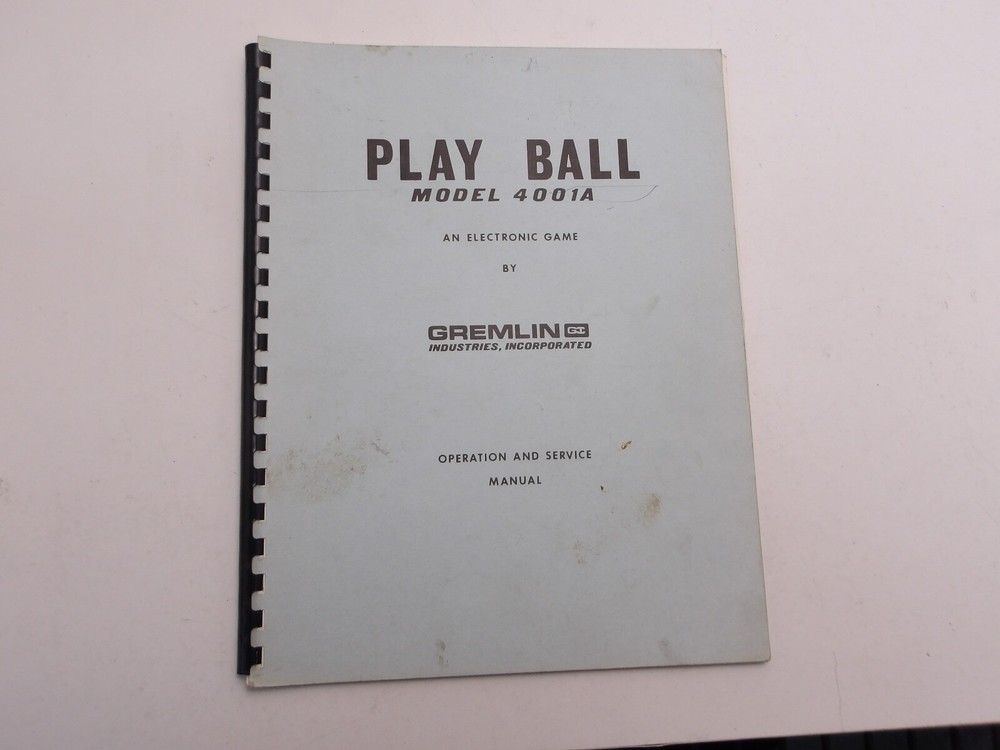 PLAY BALL
MODEL 4001A
AN ELECTRONIC GAME
BY
GREMLIN GI
INDUSTRIES, INCORPORATED
OPERATION AND SERVICE
MANUAL